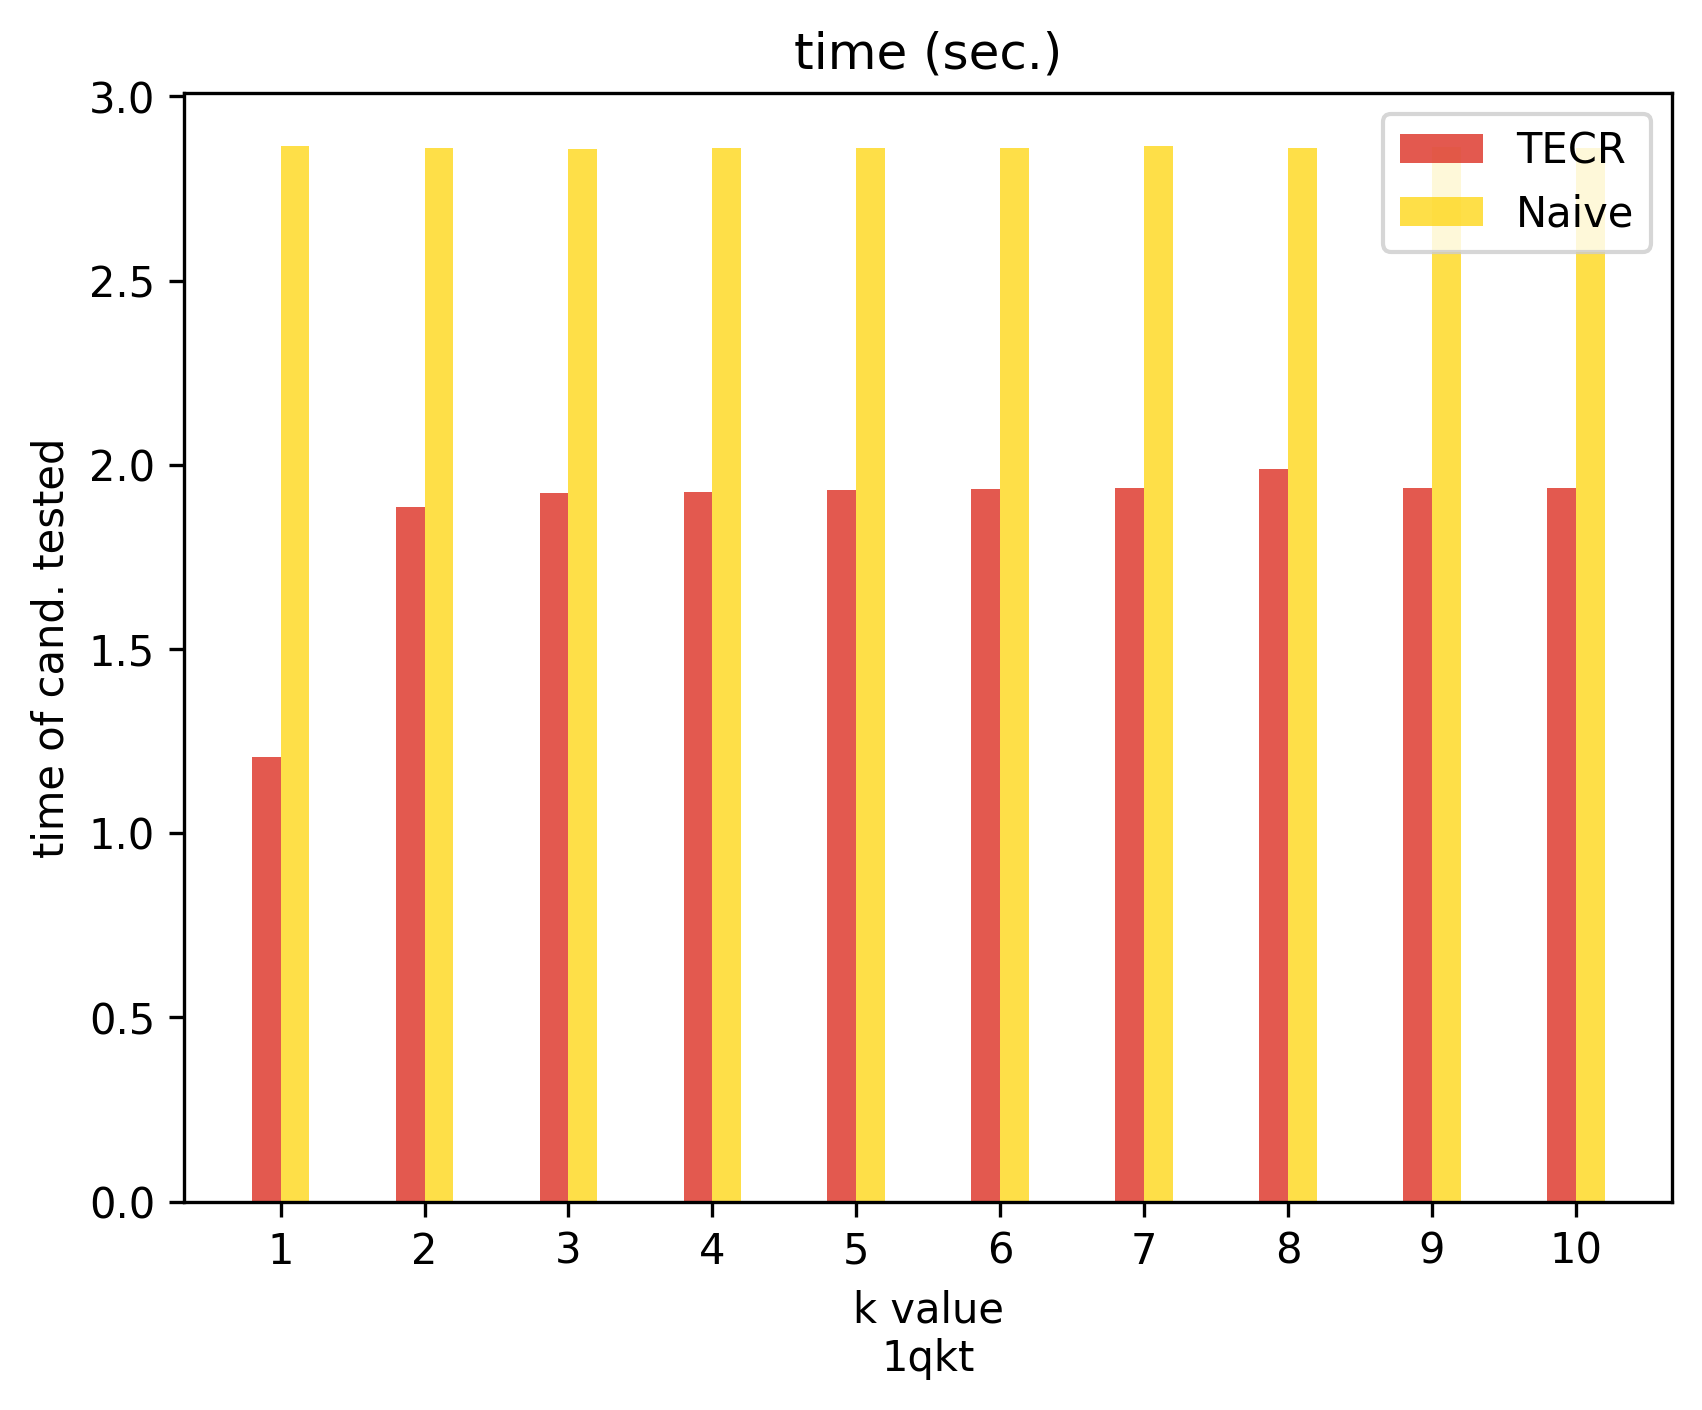 time (sec.)
3.0
2.5
2.0
1.5
1.0
0.5
0.0
time of cand. tested
TECR
Naive
1 2 3 4 5 6 7 8 9 10
k value
1qkt